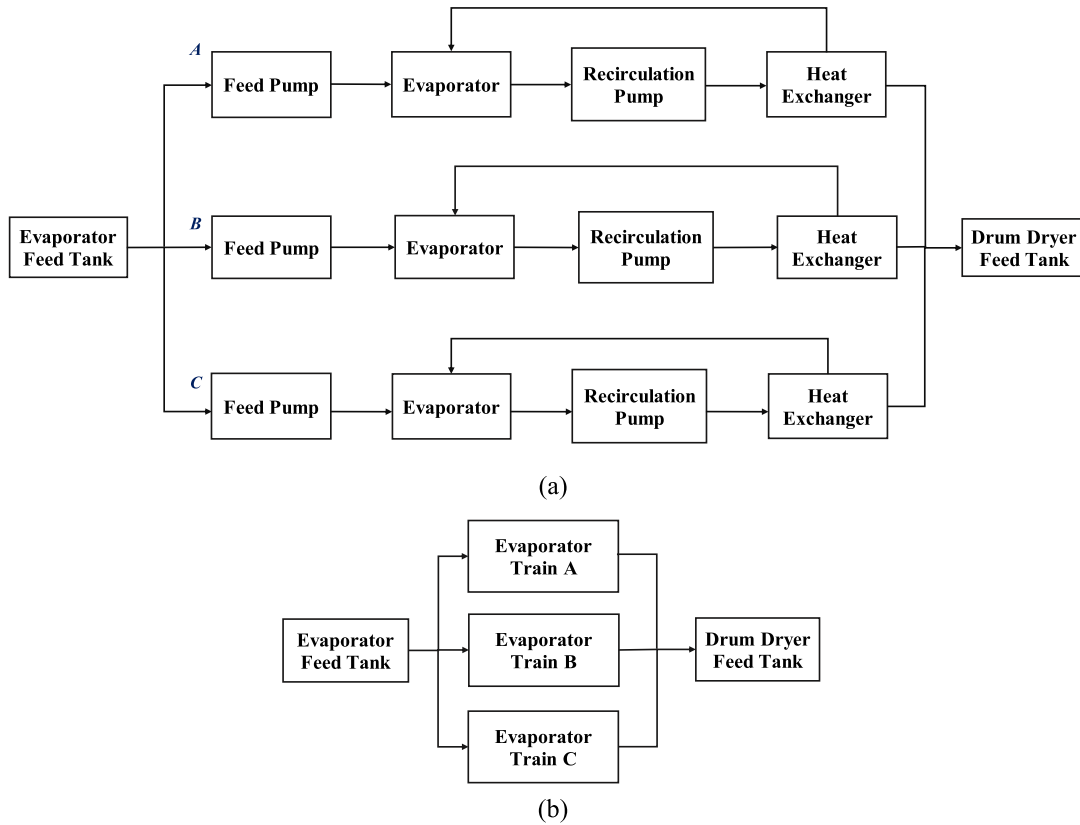 A
Feed Pump
Evaporator
Recirculation
Pump
Heat
Exchanger
Evaporator
Feed Tank
B
Feed Pump
Evaporator
Recirculation
Pump
Heat
Exchanger
Drum Dryer
Feed Tank
C
Feed Pump
Evaporator
Recirculation
Pump
Heat
Exchanger
(a)
Evaporator
Train A
Evaporator
Feed Tank
Evaporator
Train B
Drum Dryer
Feed Tank
Evaporator
Train C
(b)